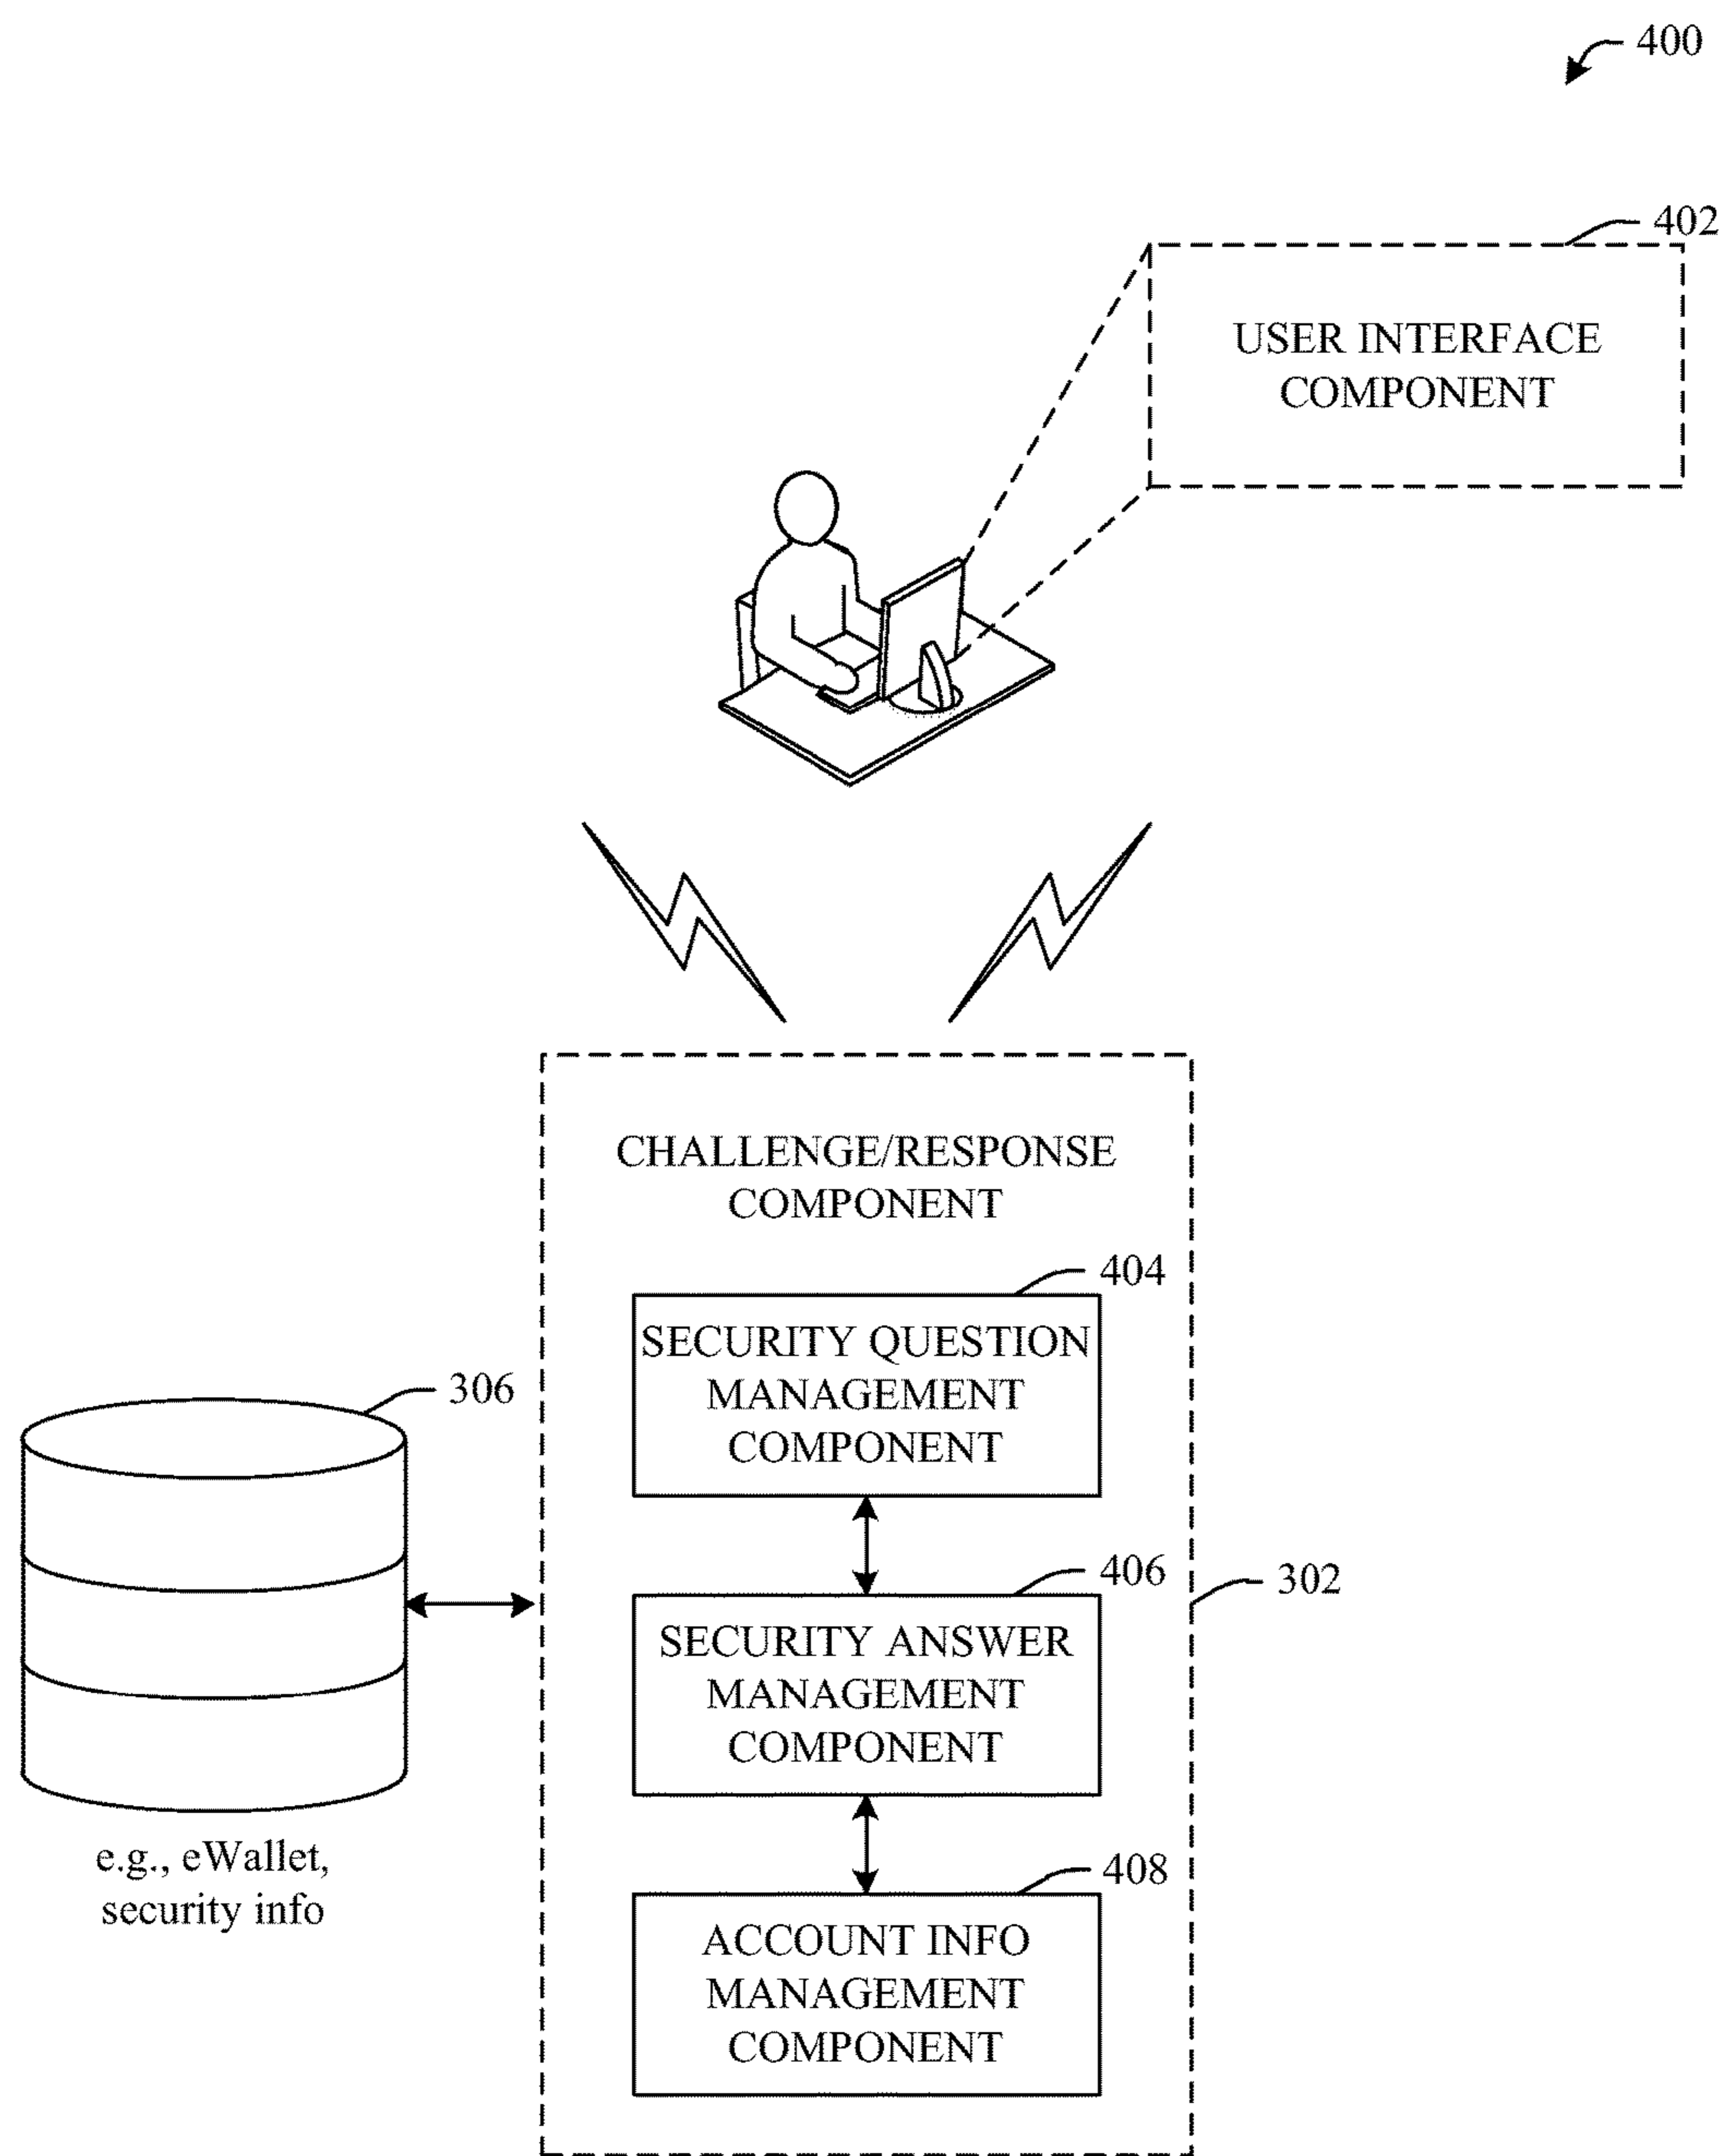 400
402
USER INTERFACE
COMPONENT
CHALLENGE/RESPONSE
COMPONENT
404
SECURITY QUESTION
MANAGEMENT
COMPONENT
306
406
302
SECURITY ANSWER
MANAGEMENT
COMPONENT
e.g., eWallet,
security info
408
ACCOUNT INFO
MANAGEMENT
COMPONENT